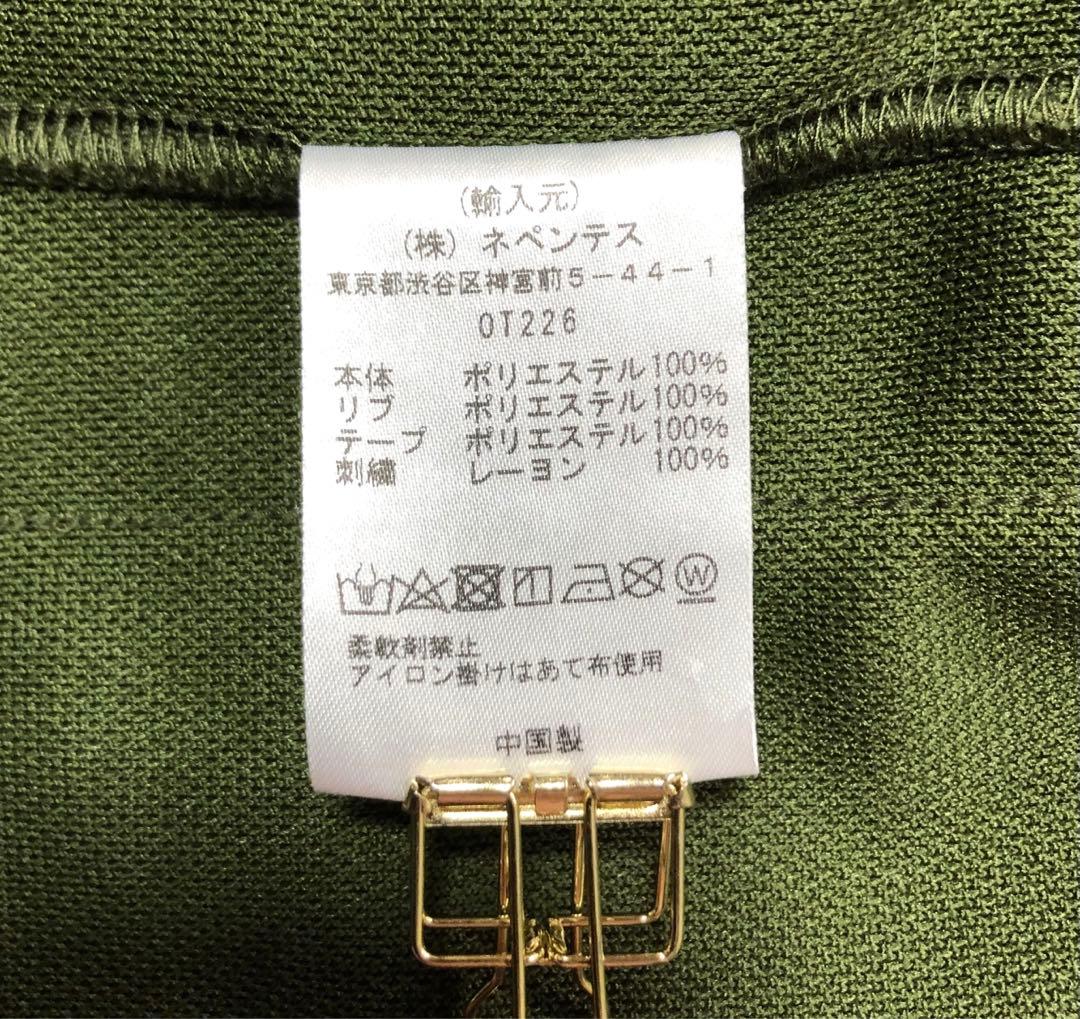 (輸入元)
(株) ネペンテス
東京都渋谷区神宮前5-44-1
OT226
本体 ポリエステル100%
リブ ポリエステル100%
テープ ポリエステル100%
刺繍 レーヨン 100%
W
柔軟剤禁止
アイロン掛けはあて布使用
中国製